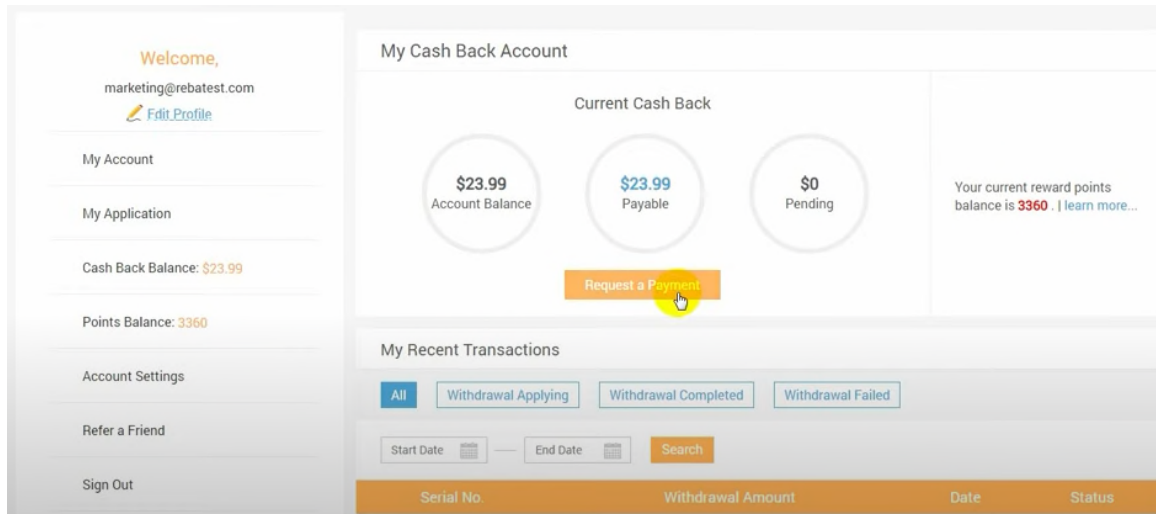 Welcome,
marketing@rebatest.com
Edit Profile
My Account
My Application
Cash Back Balance: $23.99
Points Balance: 3360
Account Settings
Refer a Friend
Sign Out
My Cash Back Account
Current Cash Back
$23.99
Account Balance
$23.99
Payable
$0
Pending
Request a Payment
Your current reward points
balance is 3360 . | learn more...
My Recent Transactions
All Withdrawal Applying Withdrawal Completed Withdrawal Failed
Start Date — End Date Search
Serial No. Withdrawal Amount Date Status